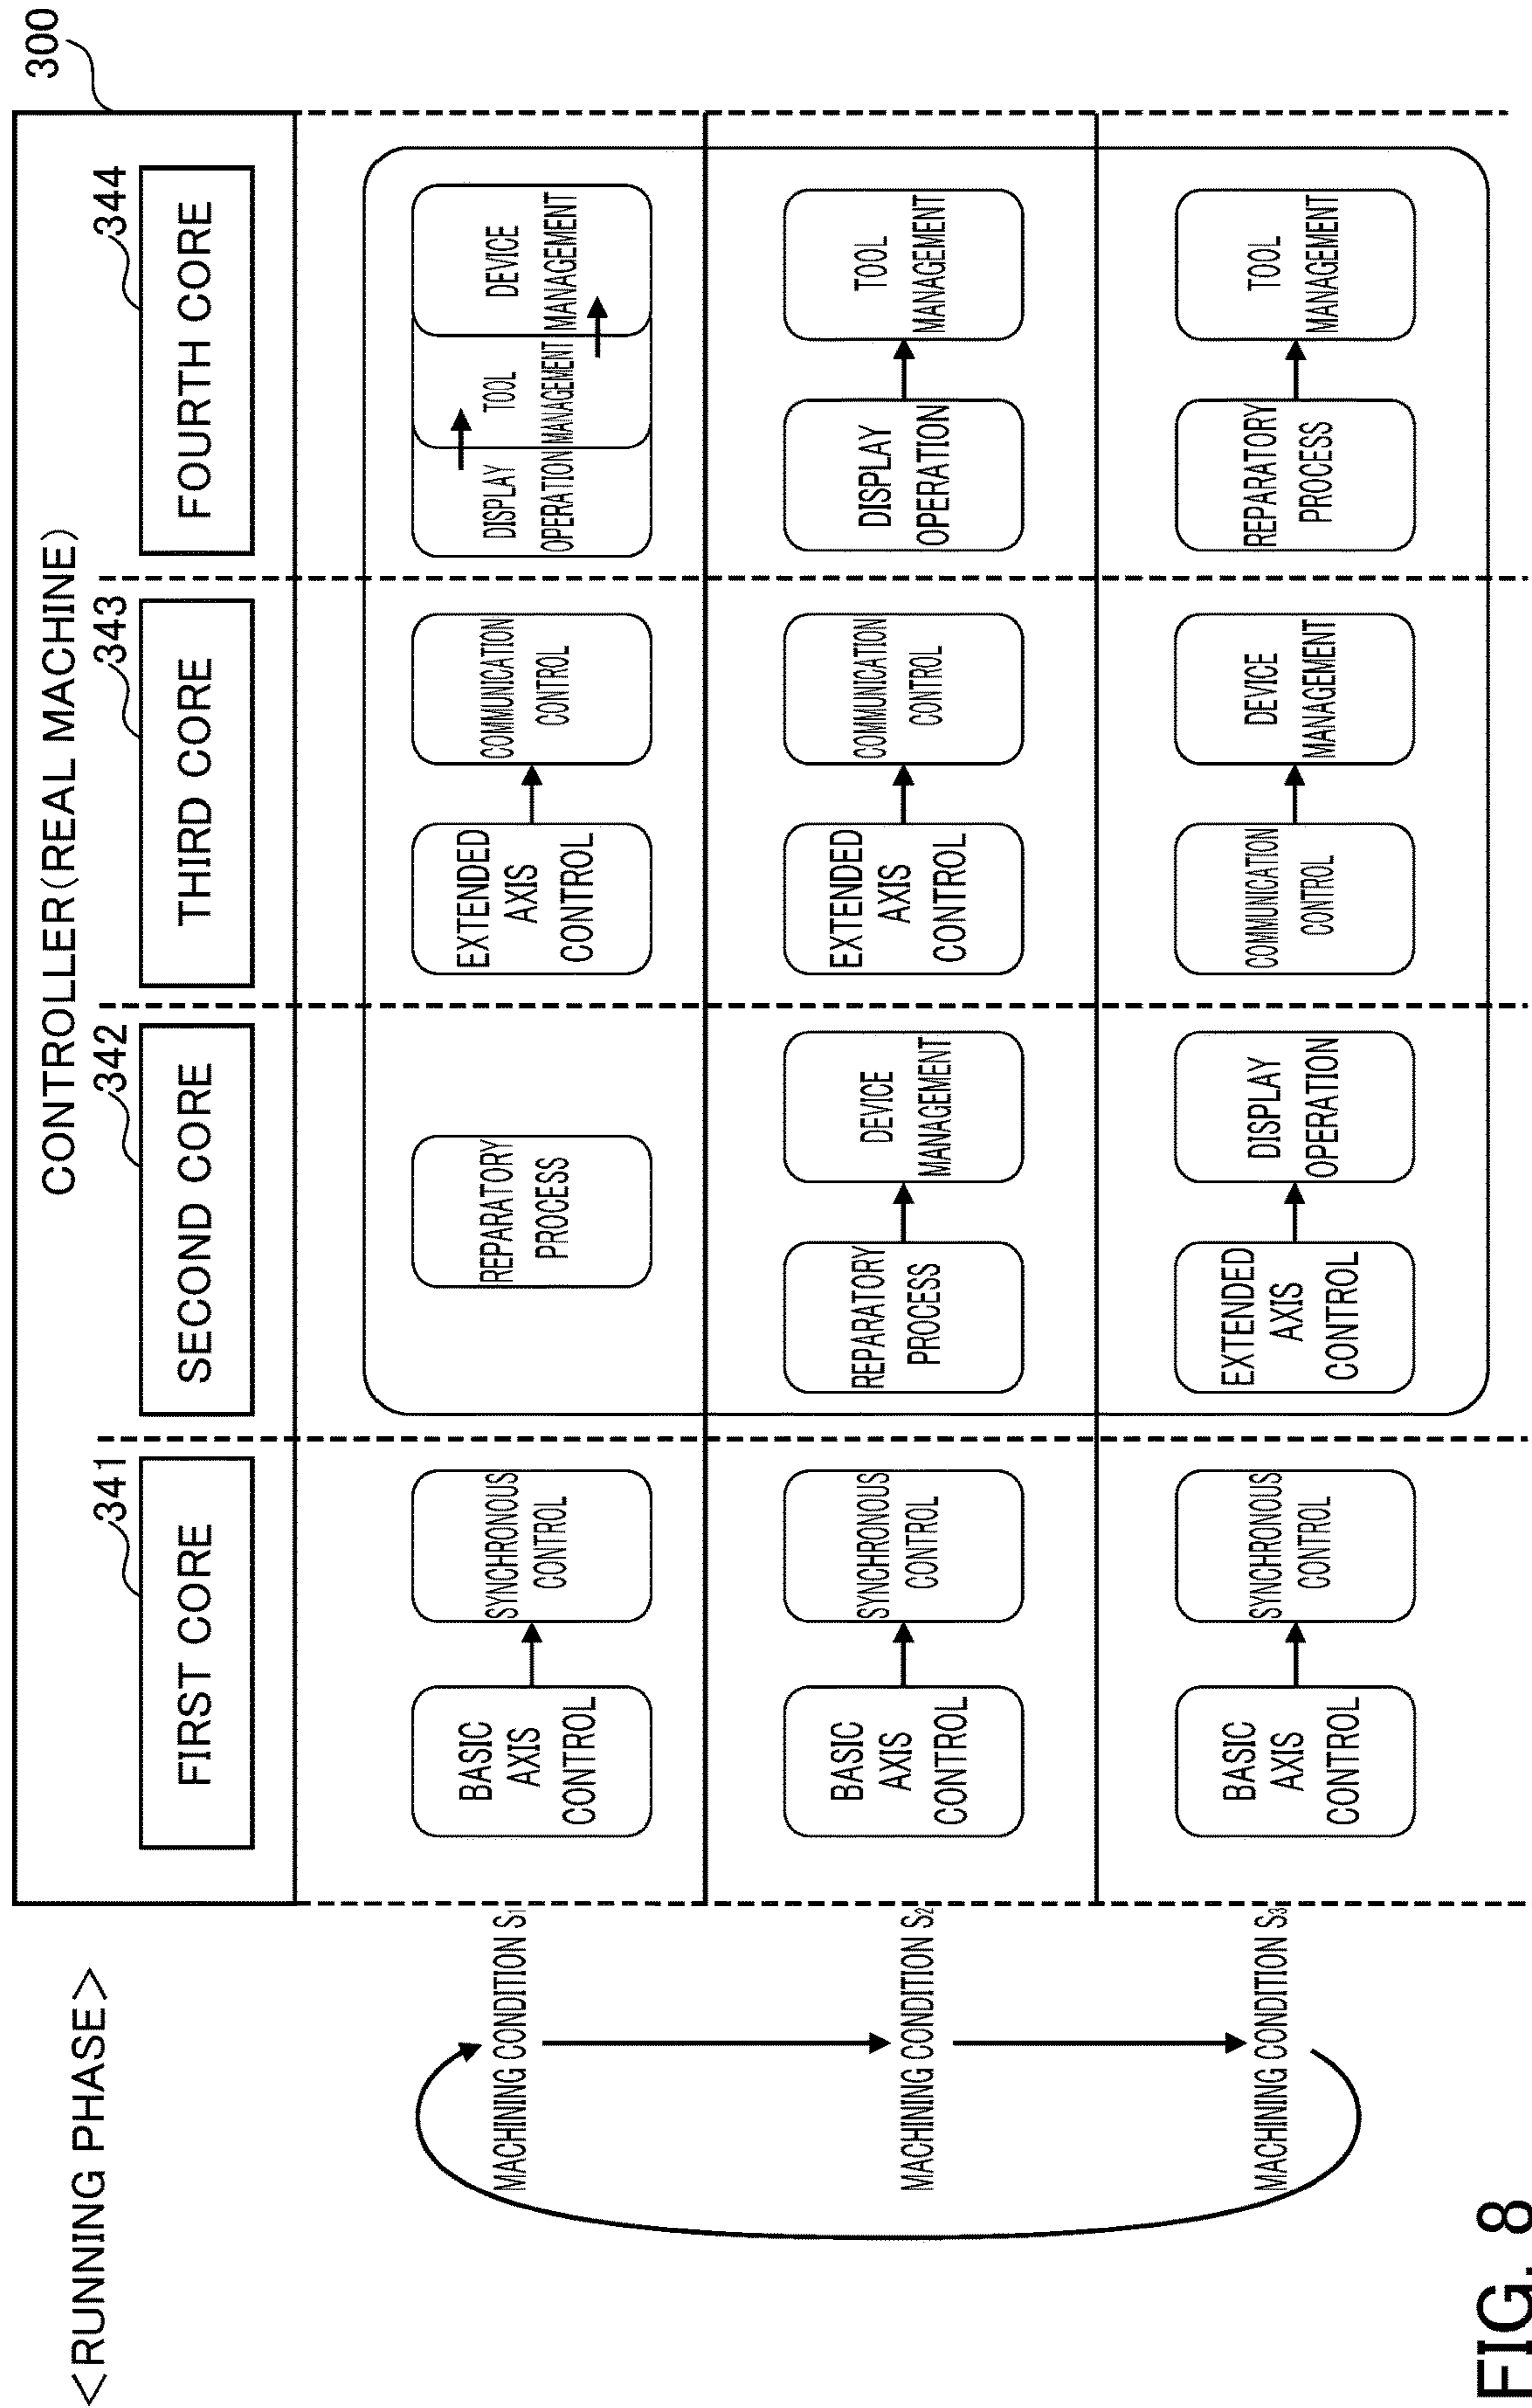 <RUNNING PHASE>
CONTROLLER(REAL MACHINE)
300
341
342
343
344
FIRST CORE
SECOND CORE
THIRD CORE
FOURTH CORE
MACHINING CONDITION S1
BASIC
AXIS
CONTROL
SYNCHRONOUS
CONTROL
REPARATORY
PROCESS
EXTENDED
AXIS
CONTROL
COMMUNICATION
CONTROL
DISPLAY
OPERATION
TOOL
MANAGEMENT
DEVICE
MANAGEMENT
MACHINING CONDITION S2
BASIC
AXIS
CONTROL
SYNCHRONOUS
CONTROL
REPARATORY
PROCESS
DEVICE
MANAGEMENT
EXTENDED
AXIS
CONTROL
COMMUNICATION
CONTROL
DISPLAY
OPERATION
TOOL
MANAGEMENT
MACHINING CONDITION S3
BASIC
AXIS
CONTROL
SYNCHRONOUS
CONTROL
EXTENDED
AXIS
CONTROL
DISPLAY
OPERATION
COMMUNICATION
CONTROL
DEVICE
MANAGEMENT
REPARATORY
PROCESS
TOOL
MANAGEMENT
FIG. 8